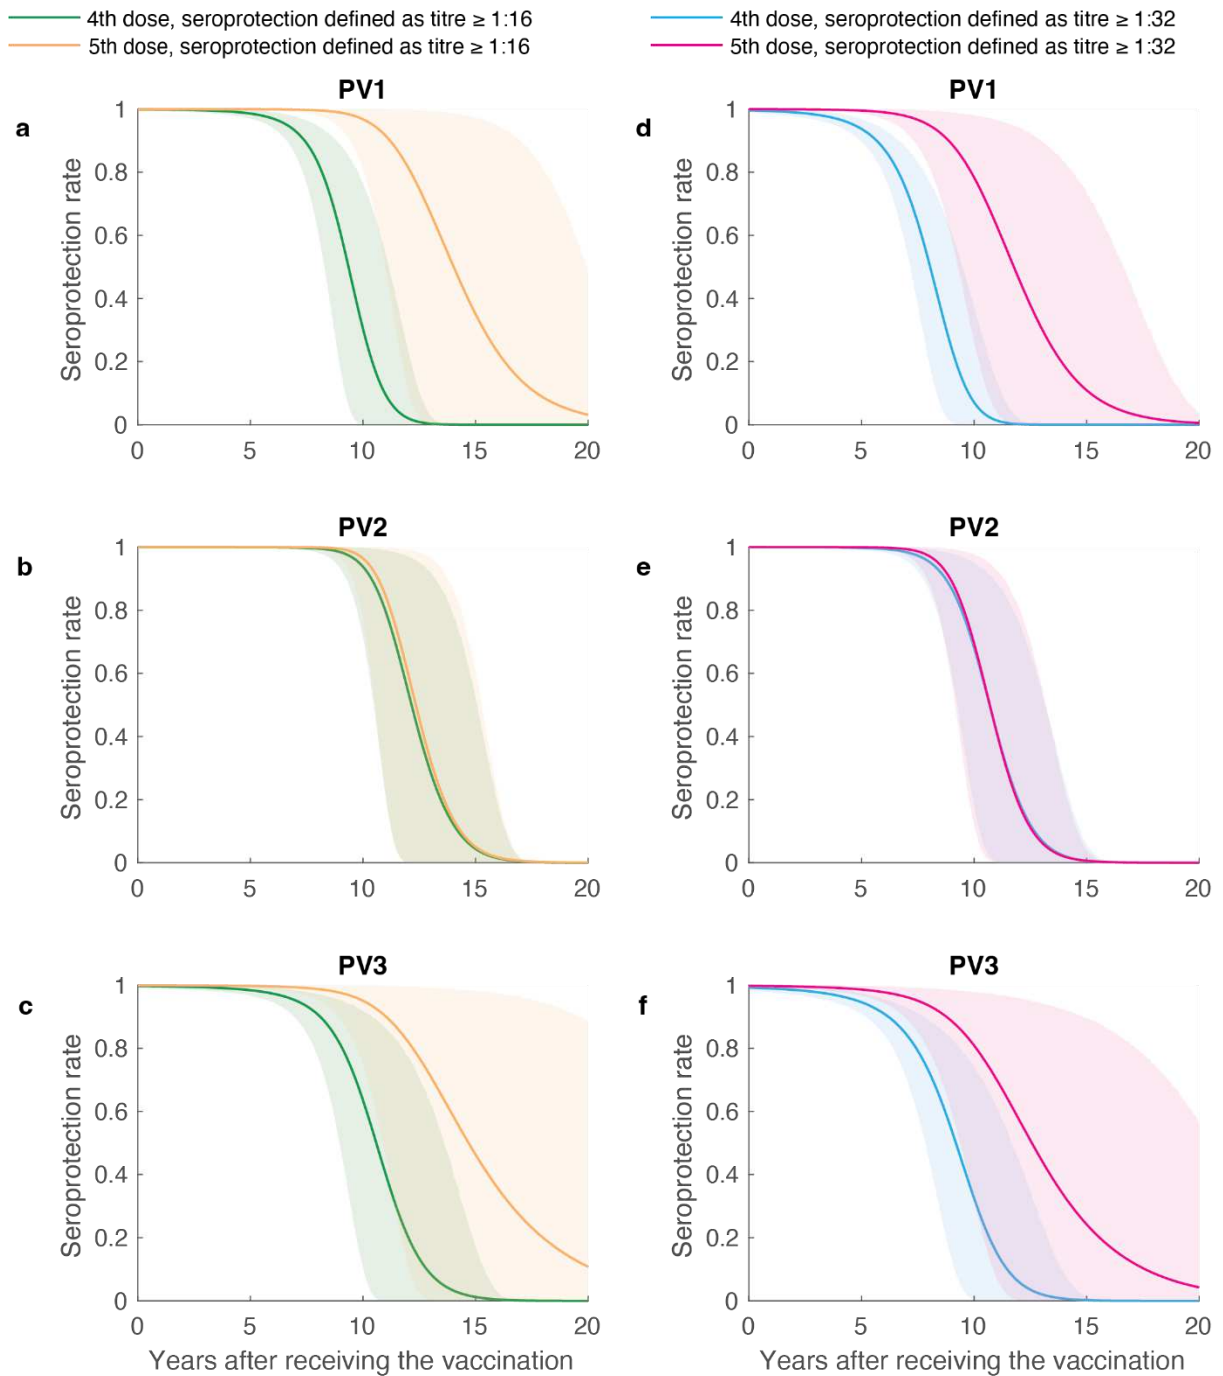 4th dose, seroprotection defined as titre ≥ 1:16
5th dose, seroprotection defined as titre ≥ 1:16
4th dose, seroprotection defined as titre ≥ 1:32
5th dose, seroprotection defined as titre ≥ 1:32
a
PV1
Seroprotection rate
1
0.8
0.6
0.4
0.2
0
0 5 10 15 20
d
PV1
Seroprotection rate
1
0.8
0.6
0.4
0.2
0
0 5 10 15 20
b
PV2
Seroprotection rate
1
0.8
0.6
0.4
0.2
0
0 5 10 15 20
e
PV2
Seroprotection rate
1
0.8
0.6
0.4
0.2
0
0 5 10 15 20
c
PV3
Seroprotection rate
1
0.8
0.6
0.4
0.2
0
0 5 10 15 20
Years after receiving the vaccination
f
PV3
Seroprotection rate
1
0.8
0.6
0.4
0.2
0
0 5 10 15 20
Years after receiving the vaccination